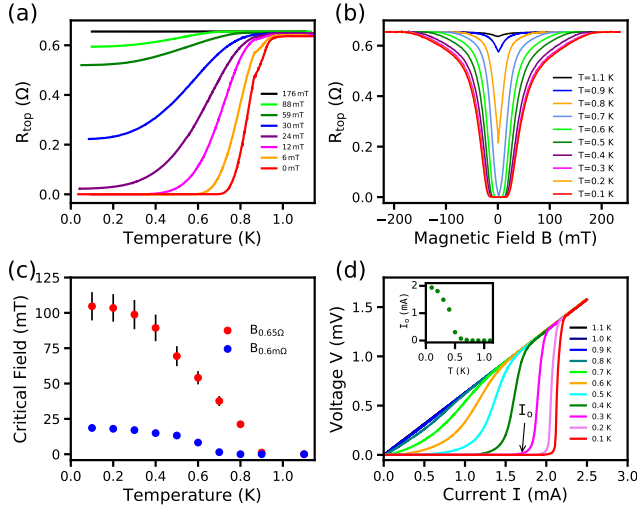 (a)
R_top (Ω)
0.6
0.4
0.2
0.0
176 mT
88 mT
59 mT
30 mT
24 mT
12 mT
6 mT
0 mT
0.0 0.2 0.4 0.6 0.8 1.0
Temperature (K)
(b)
R_top (Ω)
0.6
0.3
0.0
T=1.1 K
T=0.9 K
T=0.8 K
T=0.7 K
T=0.6 K
T=0.5 K
T=0.4 K
T=0.3 K
T=0.2 K
T=0.1 K
-200 -100 0 100 200
Magnetic Field B (mT)
(c)
Critical Field (mT)
125
100
75
50
25
0
B_0.65Ω
B_0.6mΩ
0.0 0.2 0.4 0.6 0.8 1.0
Temperature (K)
(d)
Voltage V (mV)
1.5
1.0
0.5
0.0
I_o (mA)
2
1
0
0.0 0.5 1.0
T (K)
I_o
1.1 K
1.0 K
0.9 K
0.8 K
0.7 K
0.6 K
0.5 K
0.4 K
0.3 K
0.2 K
0.1 K
0.0 0.5 1.0 1.5 2.0 2.5 3.0
Current I (mA)